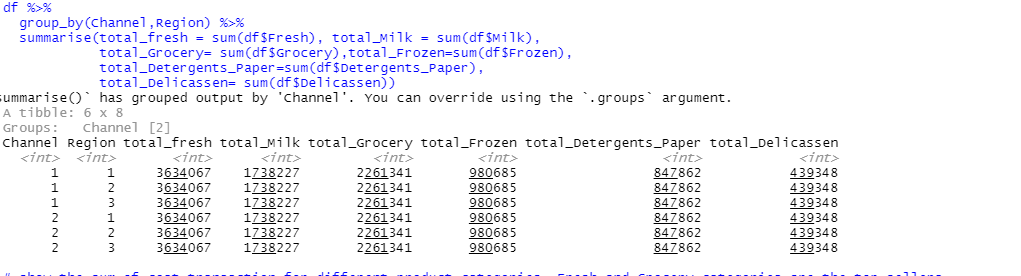 df %>%
group_by(Channel,Region) %>%
summarise(total_fresh = sum(df$Fresh), total_Milk = sum(df$Milk),
total_Grocery= sum(df$Grocery),total_Frozen=sum(df$Frozen),
total_Detergents_Paper=sum(df$Detergents_Paper),
total_Delicassen= sum(df$Delicassen))
summarise()` has grouped output by 'Channel'. You can override using the `.groups` argument.
A tibble: 6 x 8
Groups: Channel [2]
Channel Region total_fresh total_Milk total_Grocery total_Frozen total_Detergents_Paper total_Delicassen
<int> <int> <int> <int> <int> <int> <int> <int>
1 1 3634067 1738227 2261341 980685 847862 439348
1 2 3634067 1738227 2261341 980685 847862 439348
1 3 3634067 1738227 2261341 980685 847862 439348
2 1 3634067 1738227 2261341 980685 847862 439348
2 2 3634067 1738227 2261341 980685 847862 439348
2 3 3634067 1738227 2261341 980685 847862 439348